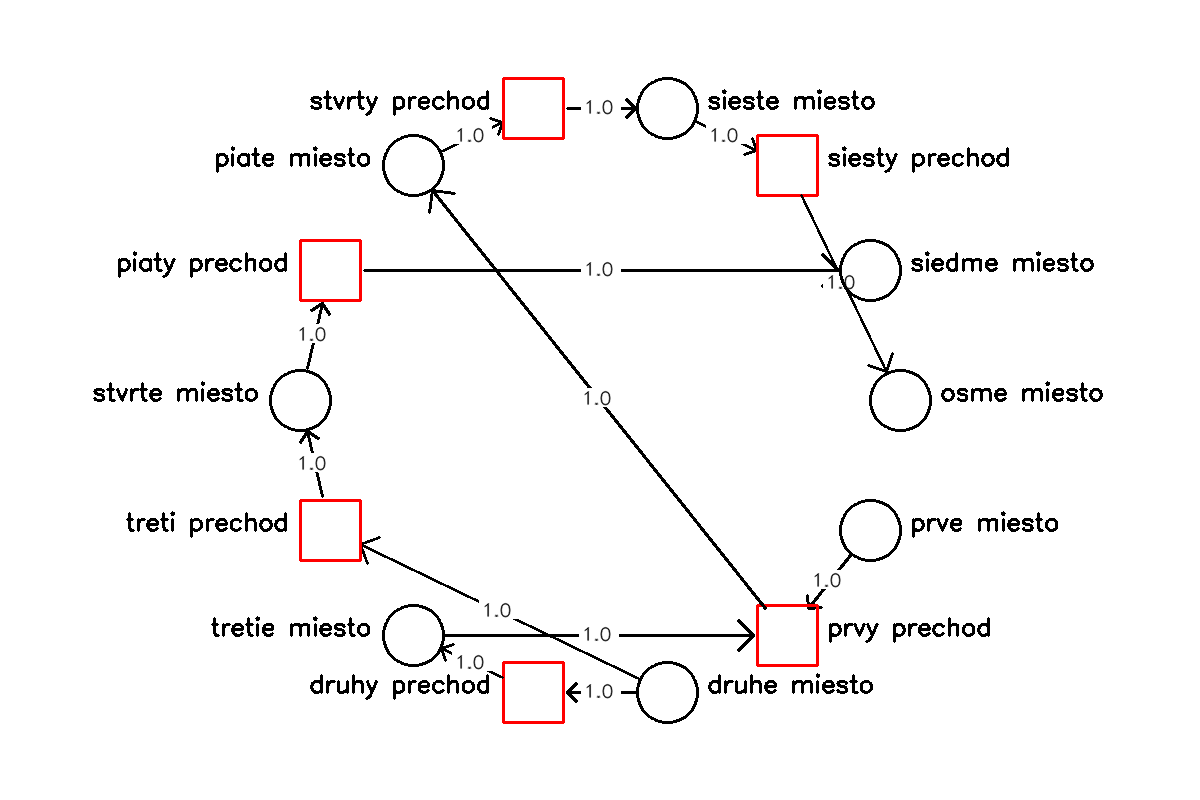 stvrty prechod
1.0
sieste miesto
1.0
1.0
piate miesto
siesty prechod
piaty prechod
1.0
siedme miesto
1.0
1.0
stvrte miesto
1.0
osme miesto
1.0
treti prechod
prve miesto
1.0
1.0
tretie miesto
1.0
prvy prechod
1.0
druhy prechod
1.0
druhe miesto